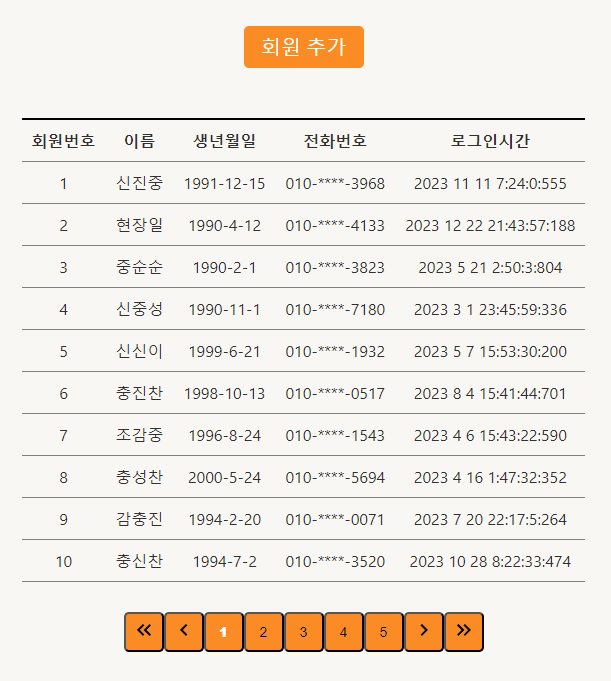 회원 추가
회원번호 이름 생년월일 전화번호 로그인시간
1 신진중 1991-12-15 010-****-3968 2023 11 11 7:24:0:555
2 현장일 1990-4-12 010-****-4133 2023 12 22 21:43:57:188
3 중순순 1990-2-1 010-****-3823 2023 5 21 2:50:3:804
4 신중성 1990-11-1 010-****-7180 2023 3 1 23:45:59:336
5 신신이 1999-6-21 010-****-1932 2023 5 7 15:53:30:200
6 충진찬 1998-10-13 010-****-0517 2023 8 4 15:41:44:701
7 조감중 1996-8-24 010-****-1543 2023 4 6 15:43:22:590
8 충성찬 2000-5-24 010-****-5694 2023 4 16 1:47:32:352
9 감충진 1994-2-20 010-****-0071 2023 7 20 22:17:5:264
10 충신찬 1994-7-2 010-****-3520 2023 10 28 8:22:33:474
« ‹ 1 2 3 4 5 › »